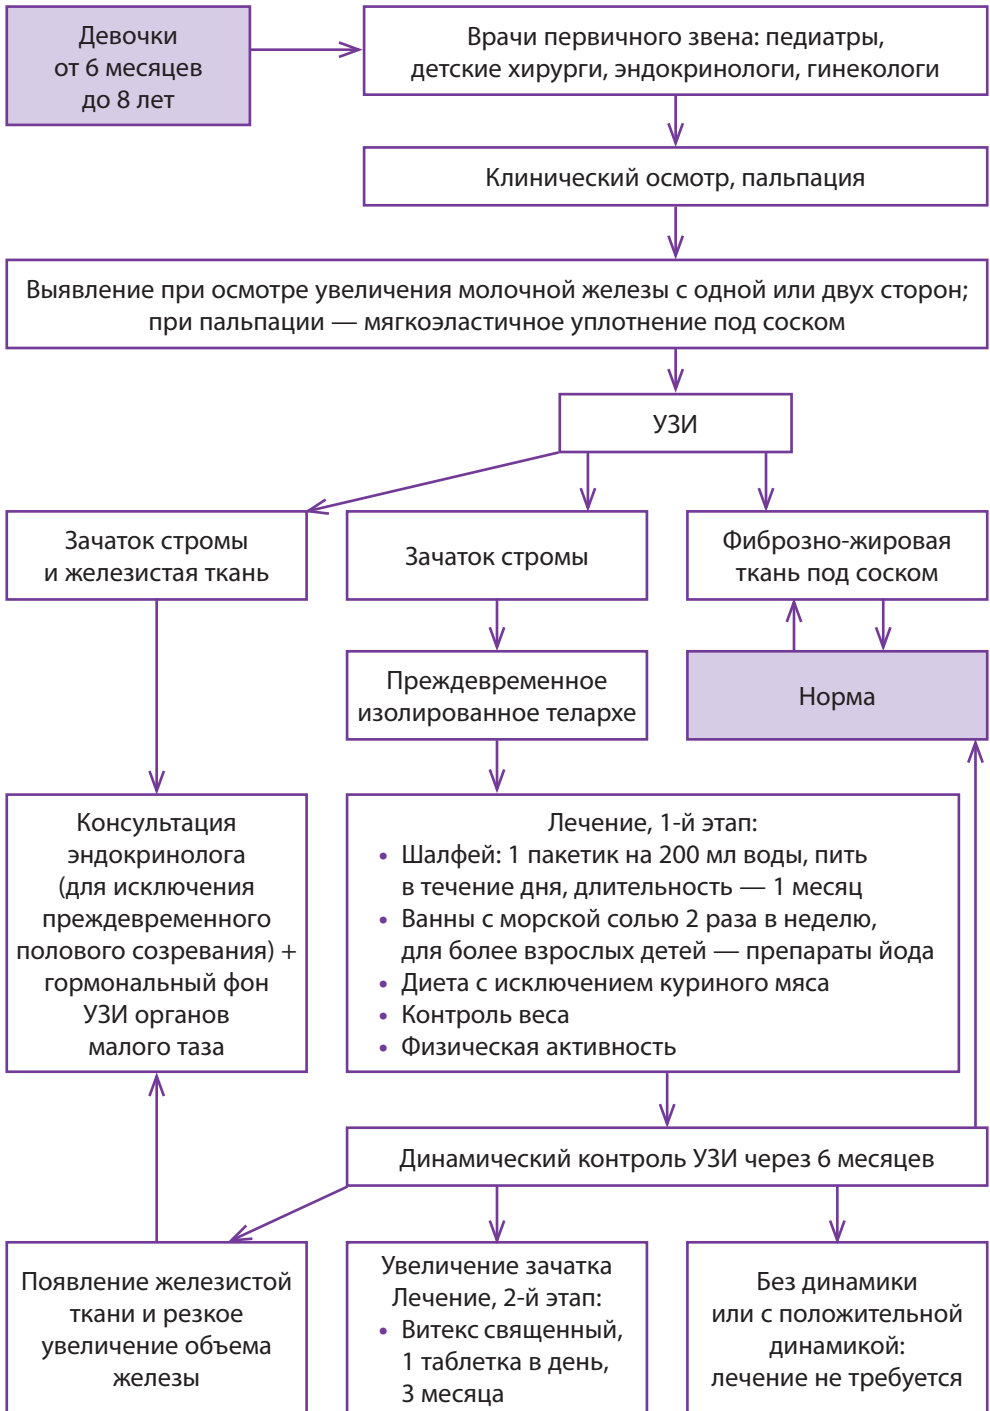 Девочки
от 6 месяцев
до 8 лет
Врачи первичного звена: педиатры,
детские хирурги, эндокринологи, гинекологи
Клинический осмотр, пальпация
Выявление при осмотре увеличения молочной железы с одной или двух сторон;
при пальпации — мягкоэластичное уплотнение под соском
УЗИ
Зачаток стромы
и железистая ткань
Зачаток стромы
Фиброзно-жировая
ткань под соском
Преждевременное
изолированное телархе
Норма
Консультация
эндокринолога
(для исключения
преждевременного
полового созревания) +
гормональный фон
УЗИ органов
малого таза
Лечение, 1-й этап:
• Шалфей: 1 пакетик на 200 мл воды, пить
в течение дня, длительность — 1 месяц
• Ванны с морской солью 2 раза в неделю,
для более взрослых детей — препараты йода
• Диета с исключением куриного мяса
• Контроль веса
• Физическая активность
Динамический контроль УЗИ через 6 месяцев
Появление железистой
ткани и резкое
увеличение объема
железы
Увеличение зачатка
Лечение, 2-й этап:
• Витекс священный,
1 таблетка в день,
3 месяца
Без динамики
или с положительной
динамикой:
лечение не требуется